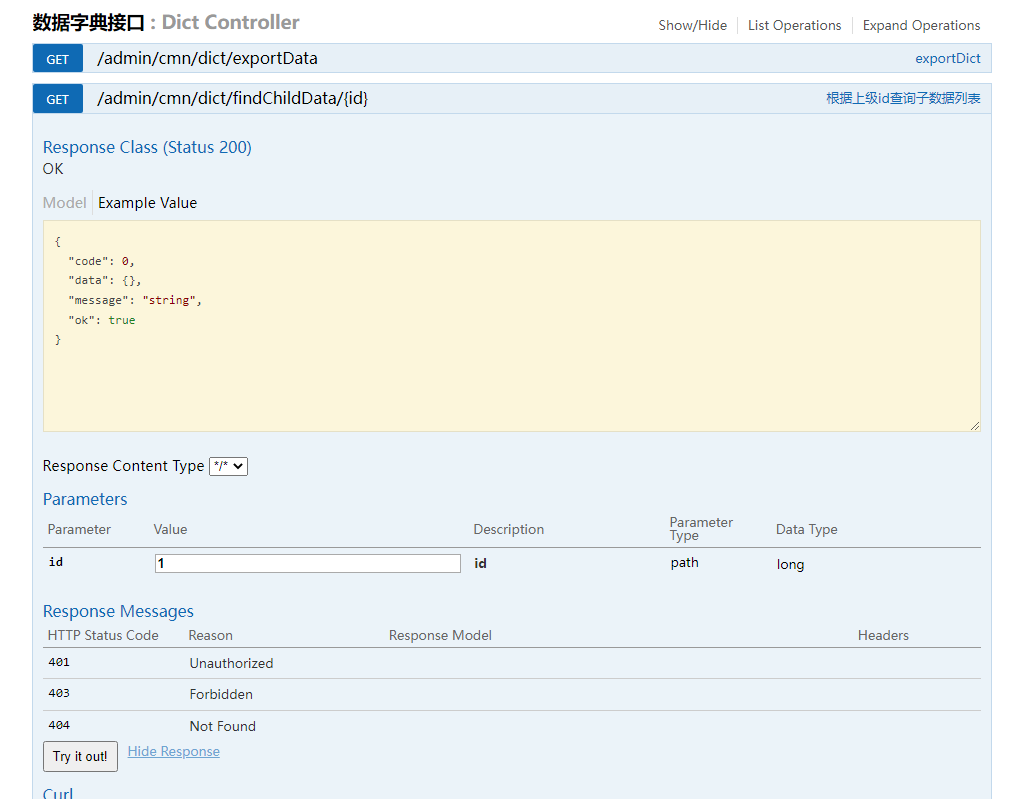 数据字典接口 : Dict Controller
Show/Hide List Operations Expand Operations
GET /admin/cmn/dict/exportData exportDict
GET /admin/cmn/dict/findChildData/{id} 根据上级id查询子数据列表
Response Class (Status 200)
OK
Model Example Value
{
"code": 0,
"data": {},
"message": "string",
"ok": true
}
Response Content Type */*
Parameters
Parameter Value Description Parameter Type Data Type
id 1 id path long
Response Messages
HTTP Status Code Reason Response Model Headers
401 Unauthorized
403 Forbidden
404 Not Found
Try it out! Hide Response
Curl